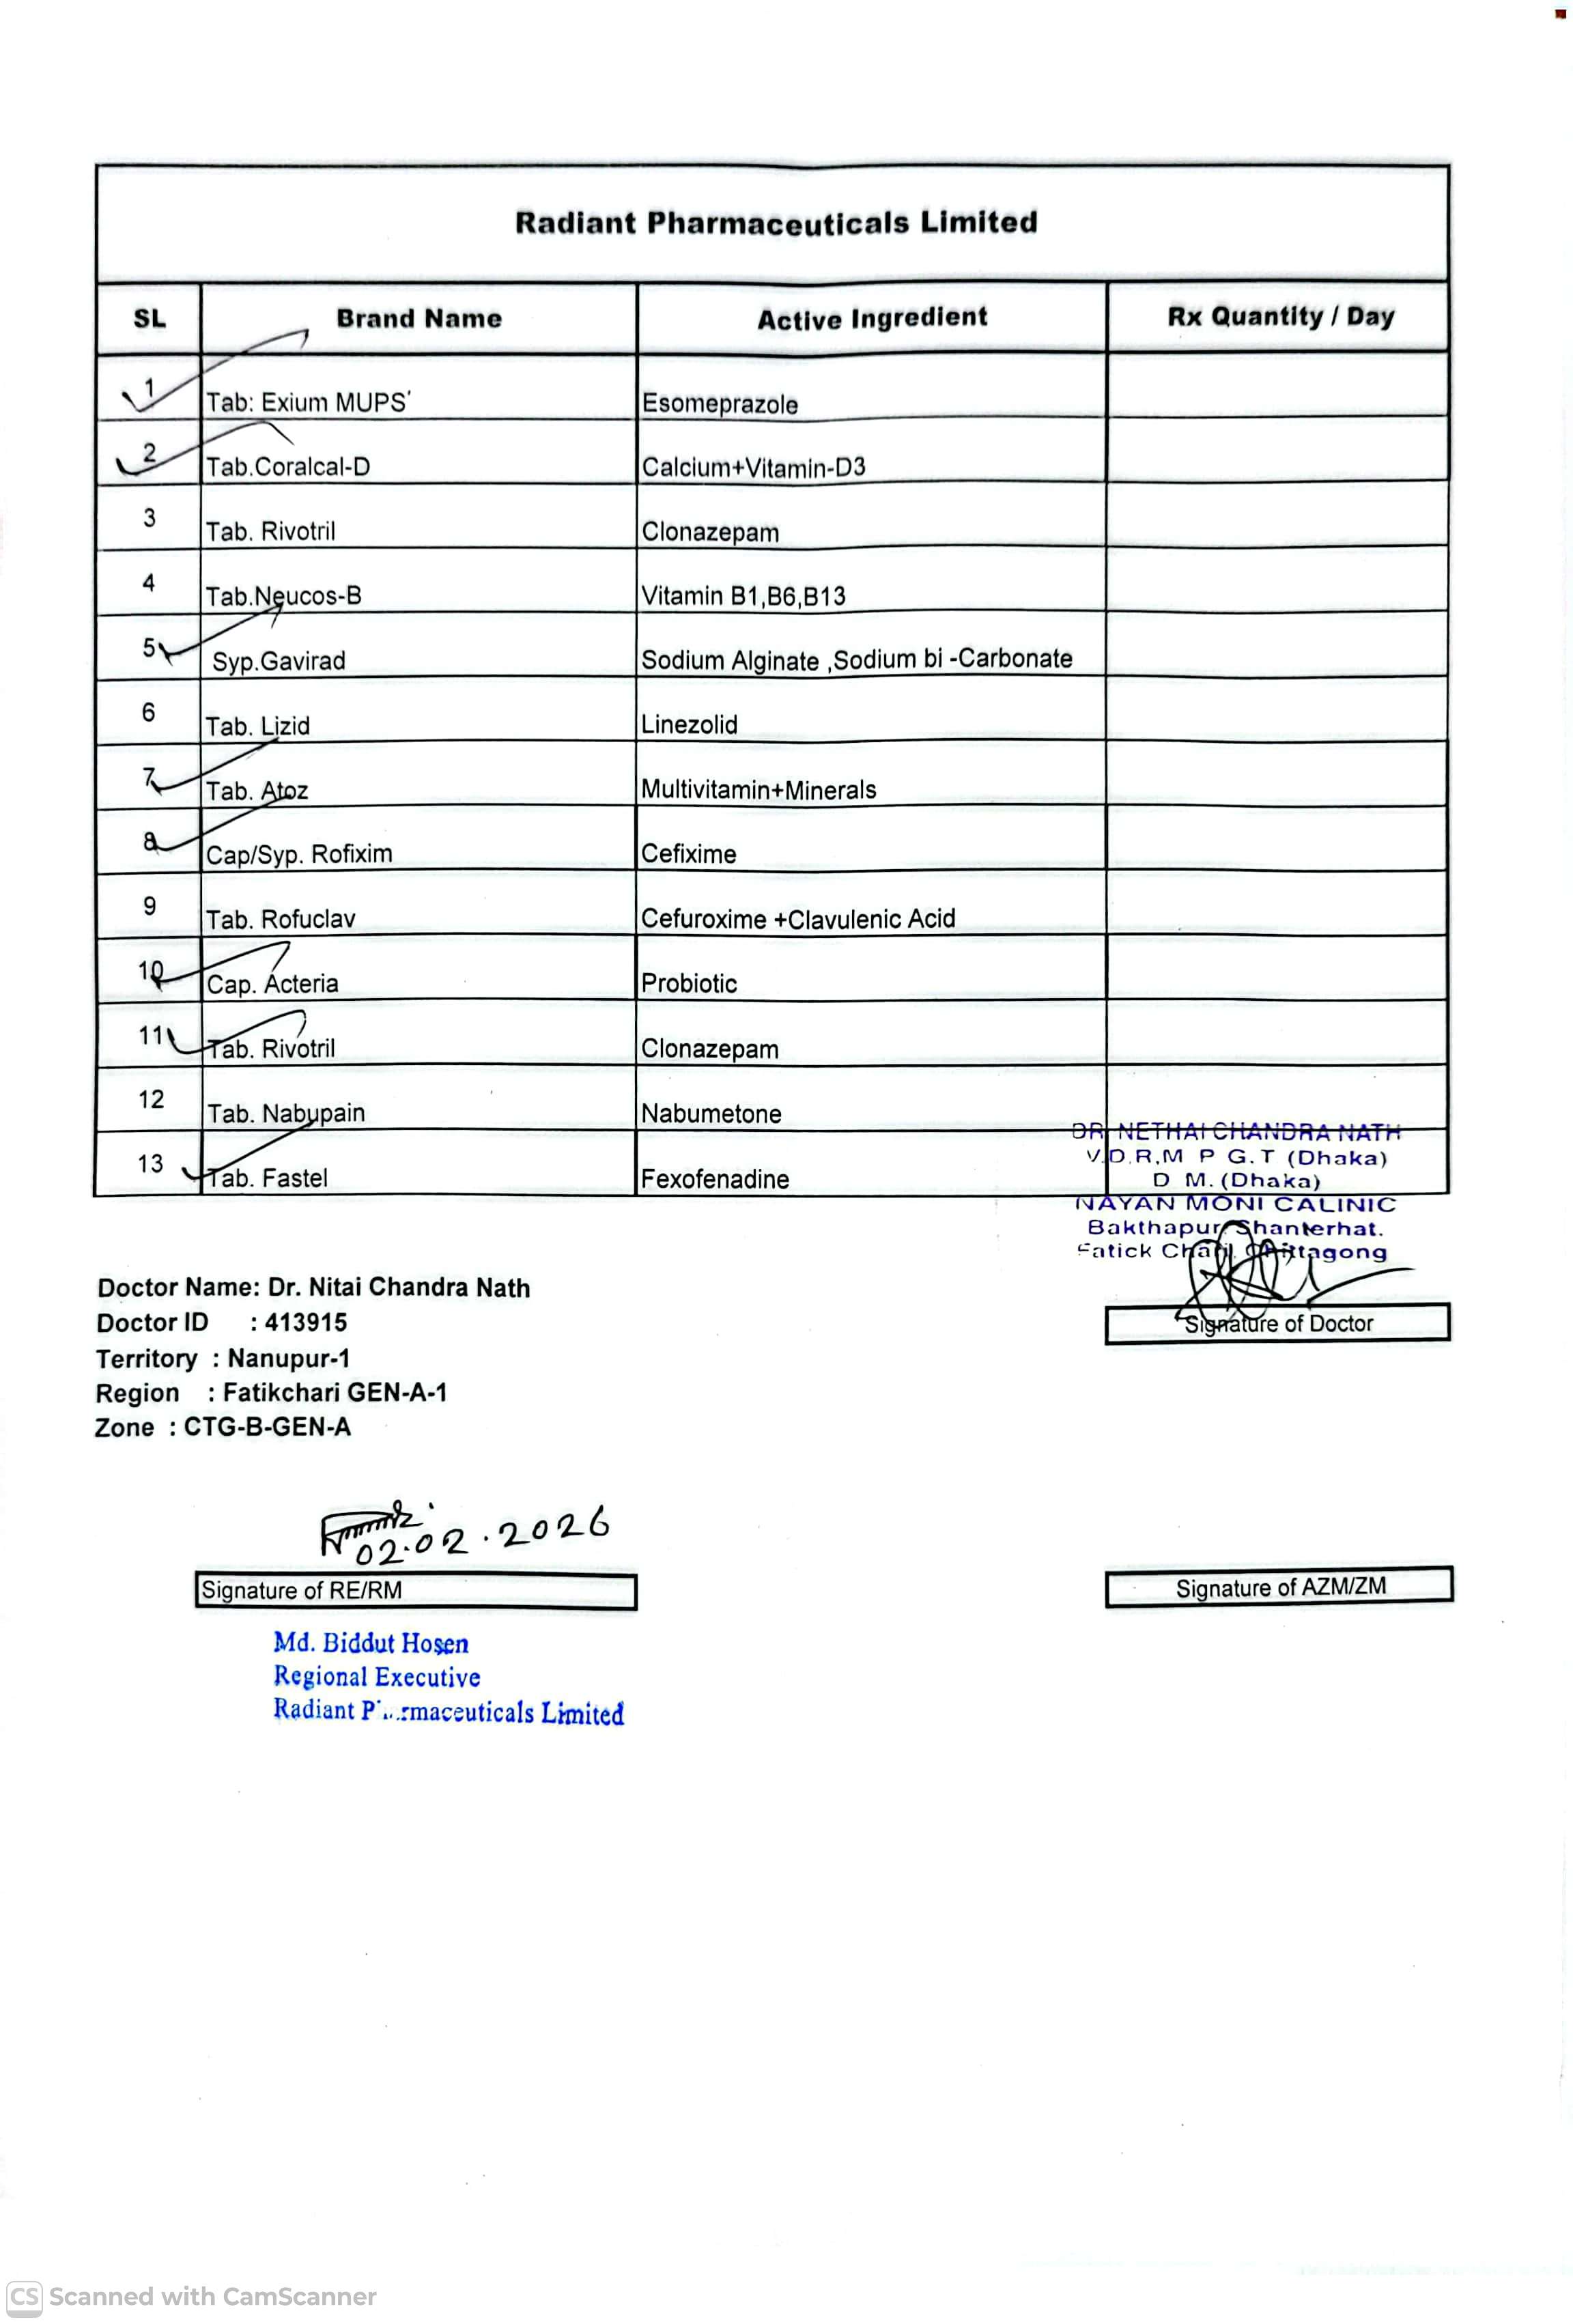 Radiant Pharmaceuticals Limited
SL Brand Name Active Ingredient Rx Quantity / Day
1 Tab: Exium MUPS' Esomeprazole
2 Tab.Coralcal-D Calcium+Vitamin-D3
3 Tab. Rivotril Clonazepam
4 Tab.Neucos-B Vitamin B1,B6,B13
5 Syp.Gavirad Sodium Alginate ,Sodium bi -Carbonate
6 Tab. Lizid Linezolid
7 Tab. Atoz Multivitamin+Minerals
8 Cap/Syp. Rofixim Cefixime
9 Tab. Rofuclav Cefuroxime +Clavulenic Acid
10 Cap. Acteria Probiotic
11 Tab. Rivotril Clonazepam
12 Tab. Nabupain Nabumetone
13 Tab. Fastel Fexofenadine
DR NETHAI CHANDRA NATH
V.D.R,M P G.T (Dhaka)
D M. (Dhaka)
NAYAN MONI CALINIC
Bakthapur Shanterhat.
Fatick Chari Chittagong
Signature of Doctor
Doctor Name: Dr. Nitai Chandra Nath
Doctor ID : 413915
Territory : Nanupur-1
Region : Fatikchari GEN-A-1
Zone : CTG-B-GEN-A
02.02.2026
Signature of RE/RM
Signature of AZM/ZM
Md. Biddut Hosen
Regional Executive
Radiant Pharmaceuticals Limited
CS Scanned with CamScanner